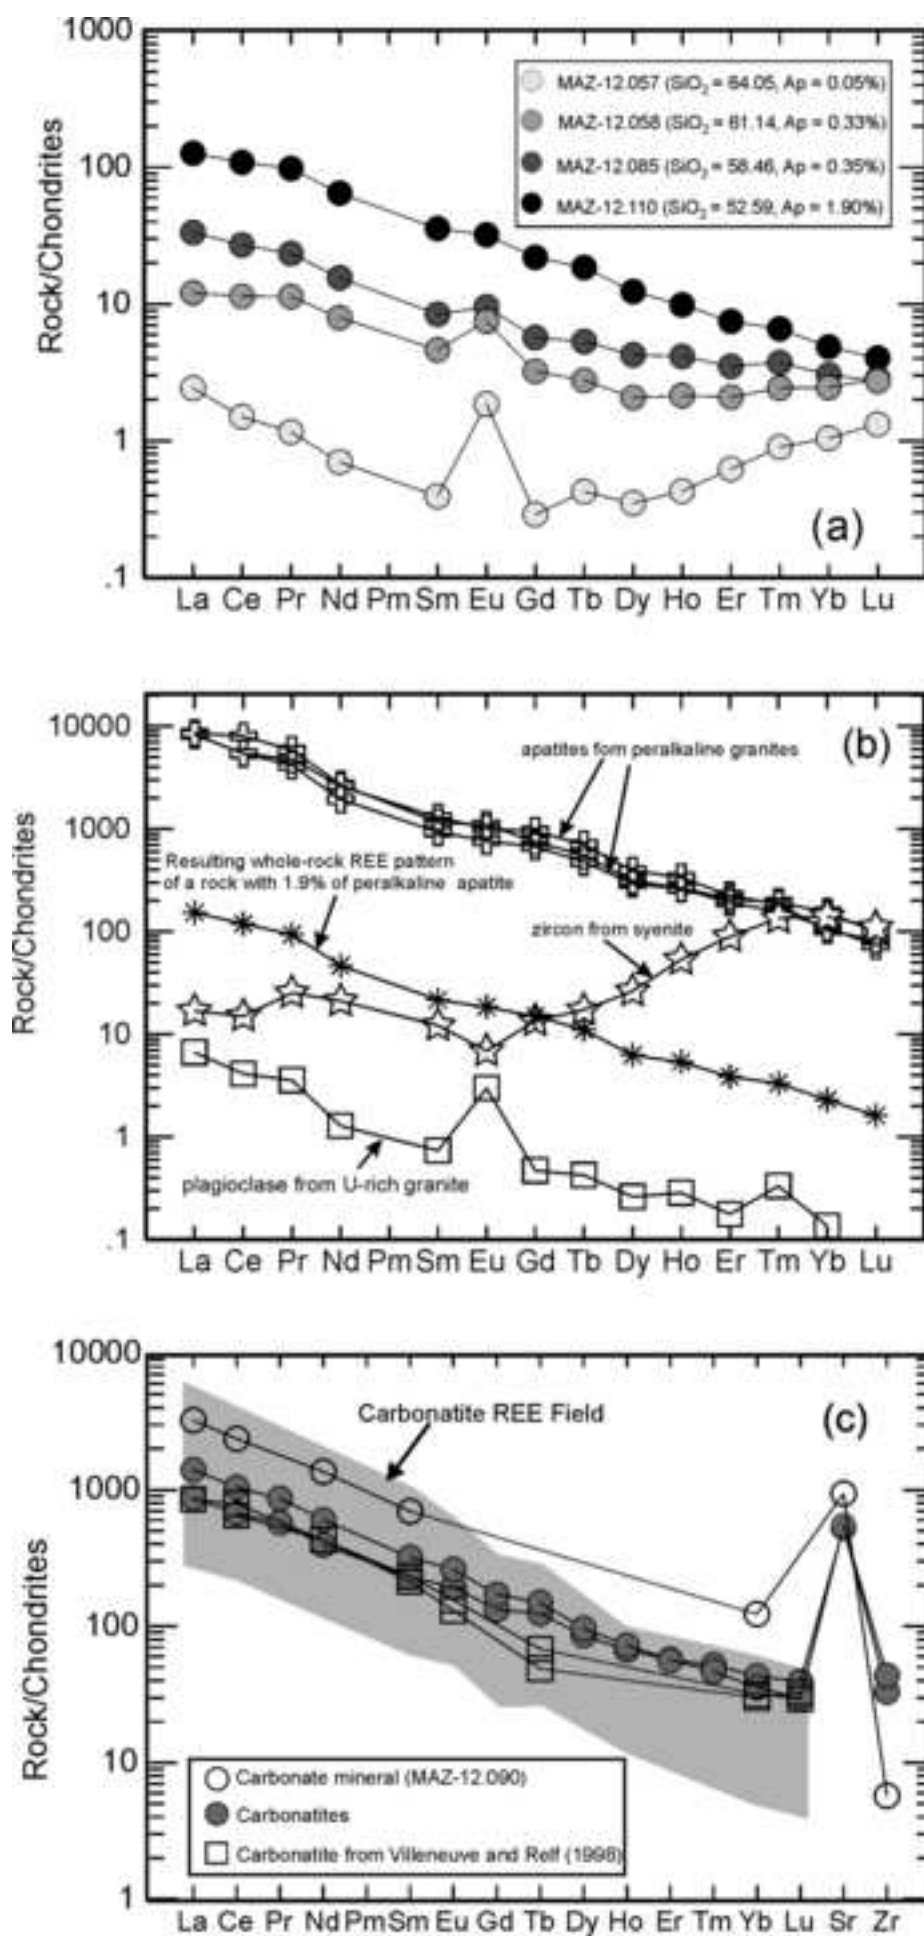 1000
100
10
1
.1
Rock/Chondrites
MAZ-12.057 (SiO₂ = 64.05, Ap = 0.05%)
MAZ-12.058 (SiO₂ = 61.14, Ap = 0.33%)
MAZ-12.085 (SiO₂ = 58.46, Ap = 0.35%)
MAZ-12.110 (SiO₂ = 52.59, Ap = 1.90%)
(a)
La Ce Pr Nd Pm Sm Eu Gd Tb Dy Ho Er Tm Yb Lu
10000
1000
100
10
1
.1
Rock/Chondrites
(b)
apatites fom peralkaline granites
Resulting whole-rock REE pattern
of a rock with 1.9% of peralkaline apatite
zircon from syenite
plagioclase from U-rich granite
La Ce Pr Nd Pm Sm Eu Gd Tb Dy Ho Er Tm Yb Lu
10000
1000
100
10
1
Rock/Chondrites
Carbonatite REE Field
(c)
Carbonate mineral (MAZ-12.090)
Carbonatites
Carbonatite from Villeneuve and Relf (1998)
La Ce Pr Nd Pm Sm Eu Gd Tb Dy Ho Er Tm Yb Lu Sr Zr